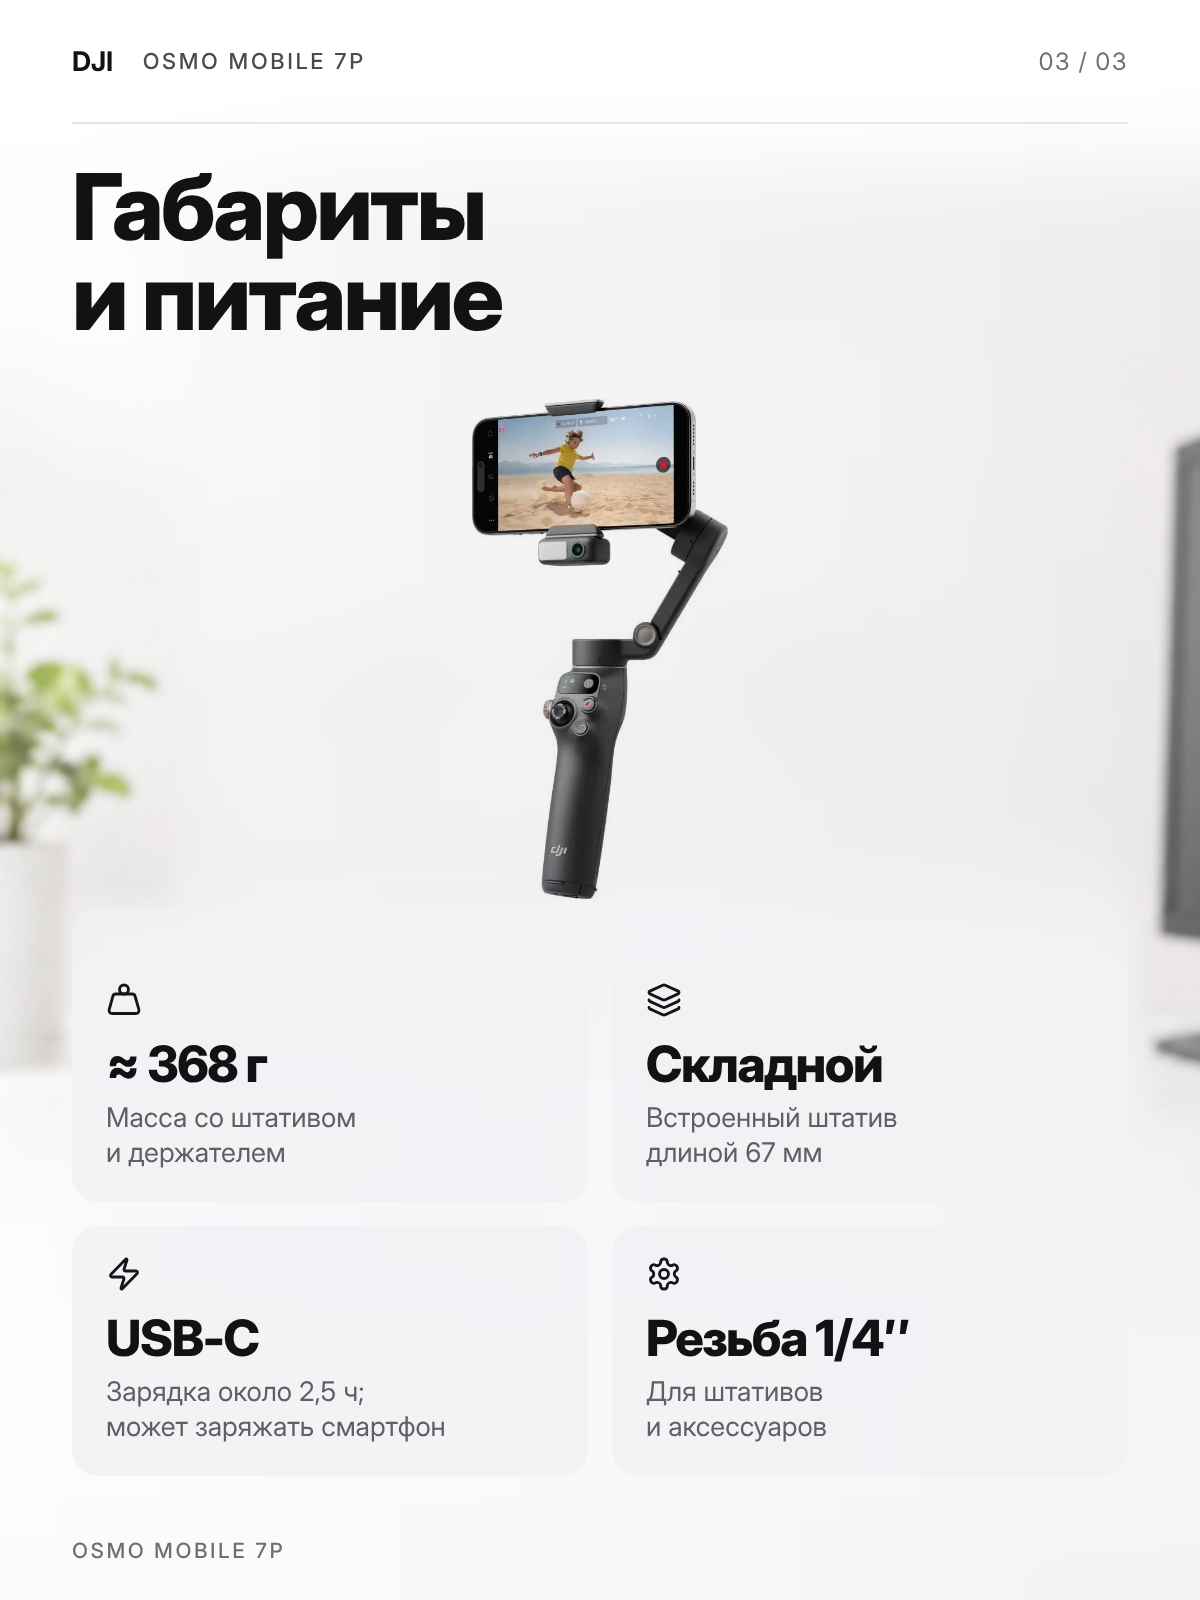 DJI OSMO MOBILE 7P 03 / 03
Габариты
и питание
dji
≈ 368 г
Масса со штативом
и держателем
Складной
Встроенный штатив
длиной 67 мм
USB-C
Зарядка около 2,5 ч;
может заряжать смартфон
Резьба 1/4″
Для штативов
и аксессуаров
OSMO MOBILE 7P